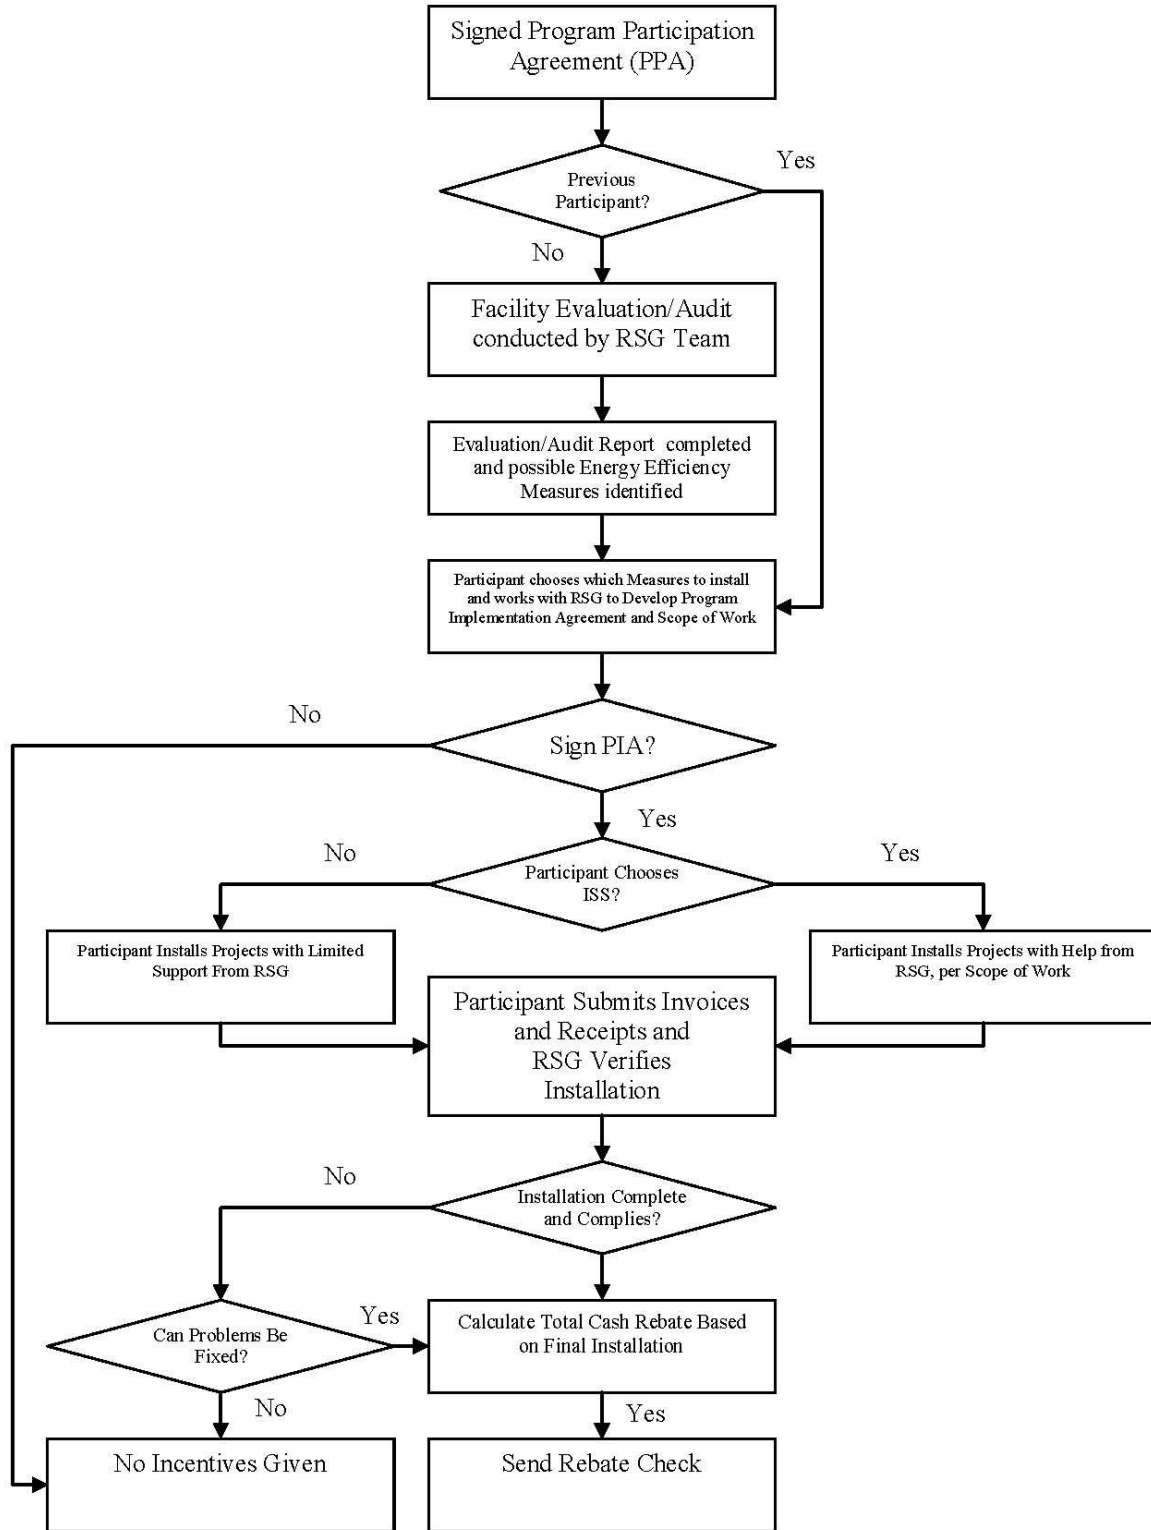 Signed Program Participation
Agreement (PPA)
Yes
Previous
Participant?
No
Facility Evaluation/Audit
conducted by RSG Team
Evaluation/Audit Report completed
and possible Energy Efficiency
Measures identified
Participant chooses which Measures to install
and works with RSG to Develop Program
Implementation Agreement and Scope of Work
No
Sign PIA?
Yes
No
Yes
Participant Chooses
ISS?
Participant Installs Projects with Limited
Support From RSG
Participant Installs Projects with Help from
RSG, per Scope of Work
Participant Submits Invoices
and Receipts and
RSG Verifies
Installation
No
Installation Complete
and Complies?
Can Problems Be
Fixed?
Yes
Calculate Total Cash Rebate Based
on Final Installation
No
Yes
No Incentives Given
Send Rebate Check